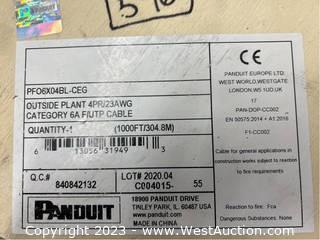 PFO6X04BL-CEG
OUTSIDE PLANT 4PR/23AWG
CATEGORY 6A F/UTP CABLE
QUANTITY-1 (1000FT/304.8M)
6 13056 31949 3
Q.C.# 840842132
LOT# 2020.04
C004015- 55
PANDUIT
18900 PANDUIT DRIVE
TINLEY PARK, IL 60487 USA
www.panduit.com
made in China
CE
PANDUIT EUROPE LTD.
WEST WORLD, WESTGATE
LONDON, W5 1UD, UK
17
PAN-DOP-CC002
EN 50575:2014 + A1:2016
F1-CC002
Cable for general applications in
construction works subject to reaction
to fire requirements.
Reaction to Fire: Fca
Dangerous Substances: None
Copyright 2023 - WestAuction.com